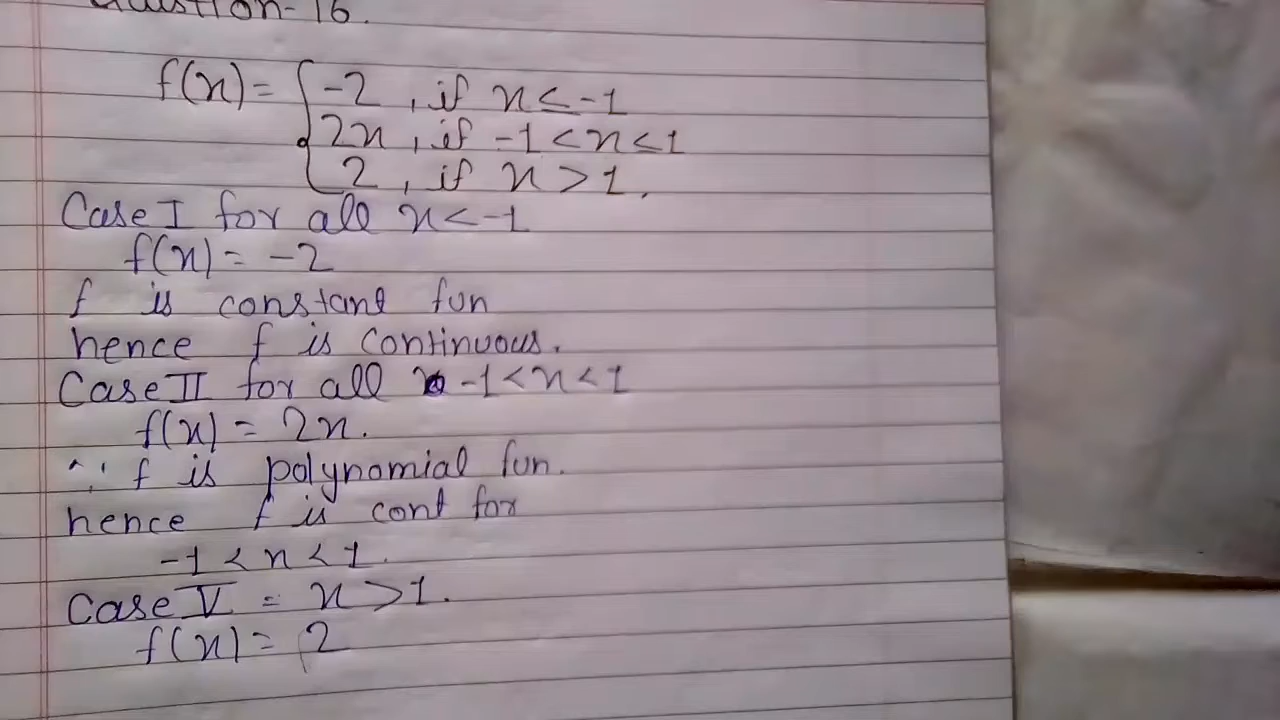 Question-16.
f(x) = { -2 , if x < -1
2x , if -1 < x < 1
2 , if x > 1.
Case I for all x < -1
f(x) = -2
f is constant fun
hence f is continuous.
Case II for all -1 < x < 1
f(x) = 2x.
∵ f is polynomial fun.
hence f is cont for
-1 < x < 1.
Case V = x > 1.
f(x) = 2